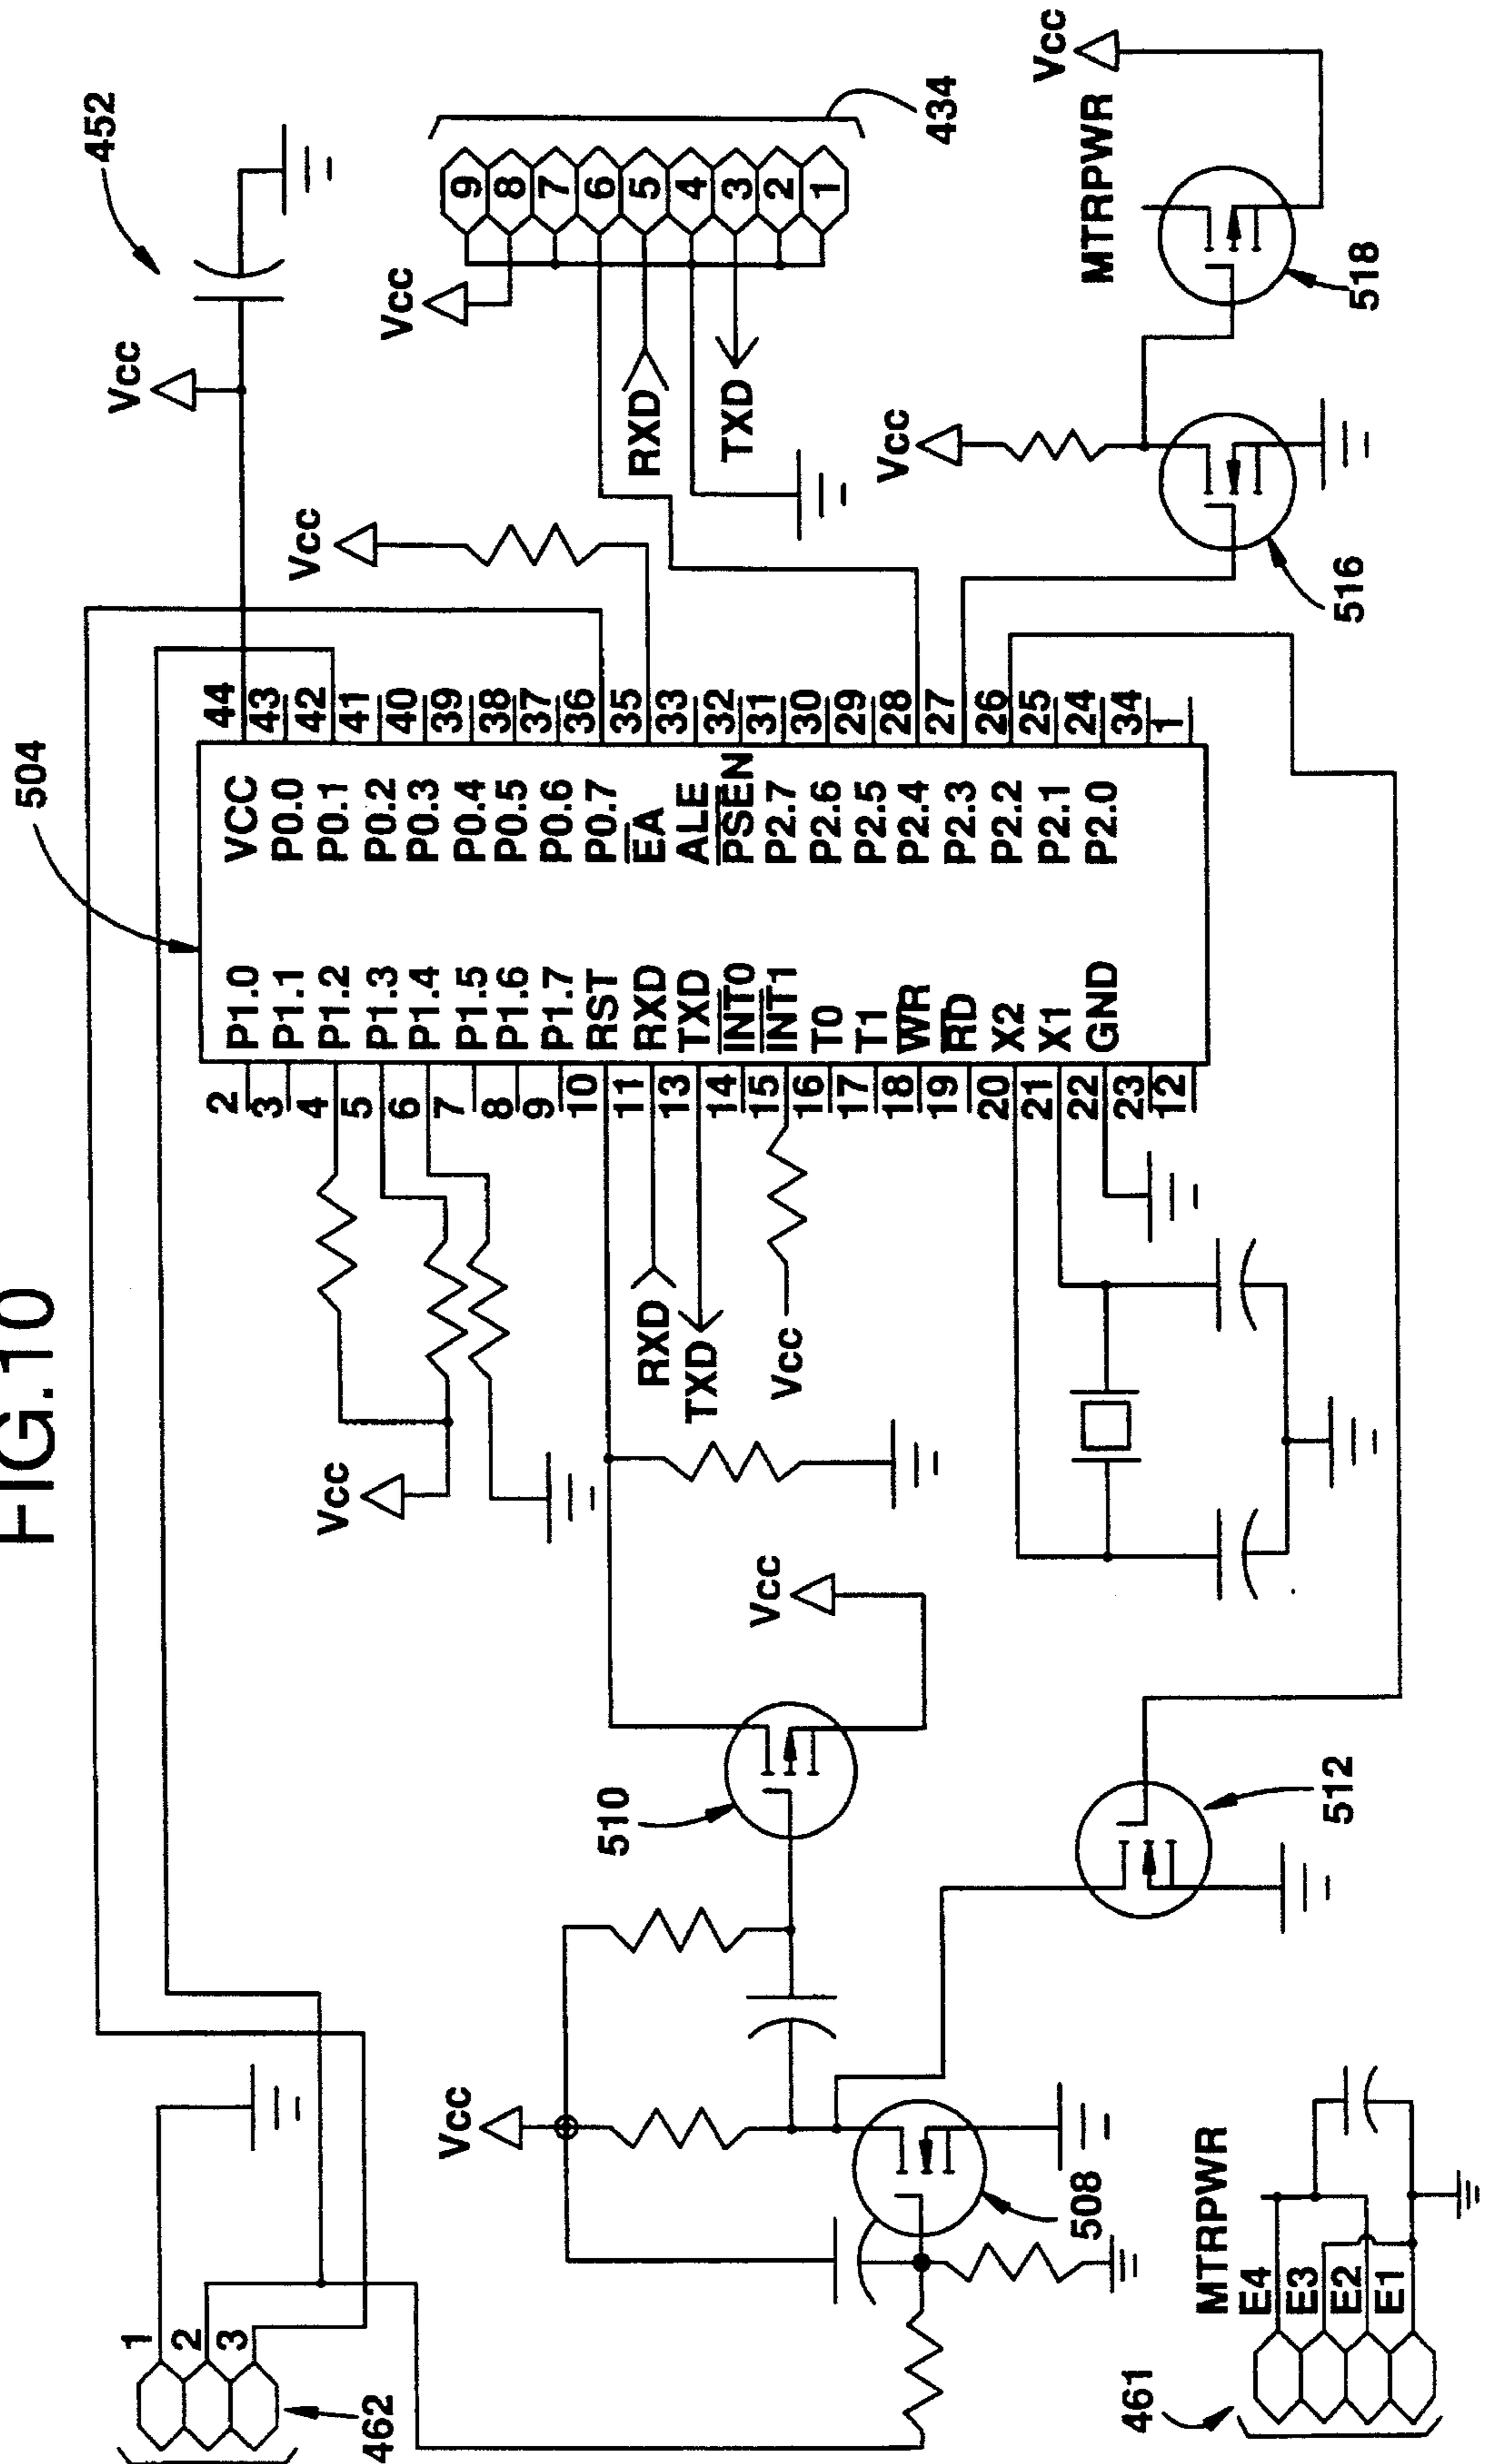 FIG.10
504
452
Vcc
VCC
P0.0
P0.1
P0.2
P0.3
P0.4
P0.5
P0.6
P0.7
EA
ALE
PSEN
P2.7
P2.6
P2.5
P2.4
P2.3
P2.2
P2.1
P2.0
44
43
42
41
40
39
38
37
36
35
33
32
31
30
29
28
27
26
25
24
34
1
P1.0
P1.1
P1.2
P1.3
P1.4
P1.5
P1.6
P1.7
RST
RXD
TXD
INT0
INT1
T0
T1
WR
RD
X2
X1
GND
2
3
4
5
6
7
8
9
10
11
13
14
15
16
17
18
19
20
21
22
23
12
Vcc
Vcc
9
8
7
6
5
4
3
2
1
434
RXD
TXD
Vcc
MTRPWR
Vcc
516
518
Vcc
RXD
TXD
Vcc
Vcc
510
512
1
2
3
462
Vcc
508
MTRPWR
E4
E3
E2
E1
461